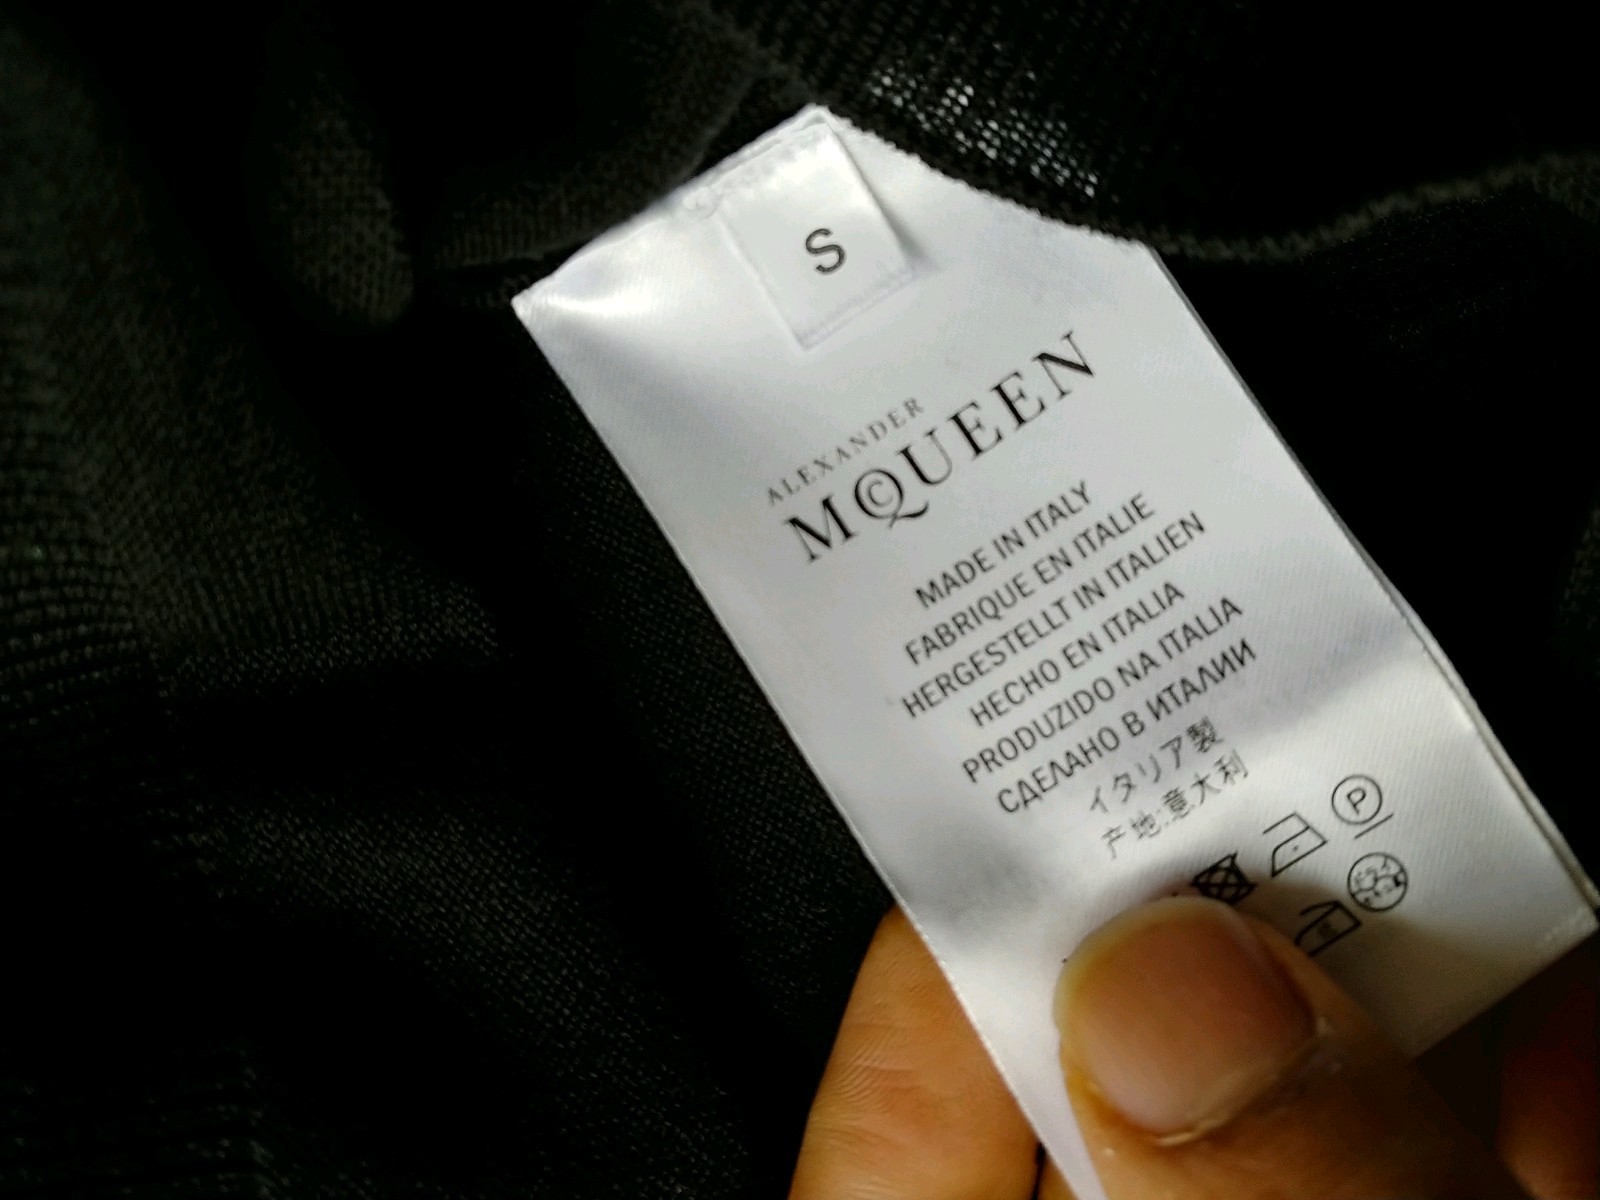 S
ALEXANDER
MCQUEEN
MADE IN ITALY
FABRIQUE EN ITALIE
HERGESTELLT IN ITALIEN
HECHO EN ITALIA
PRODUZIDO NA ITALIA
СДЕЛАНО В ИТАЛИИ
イタリア製
产地:意大利
P